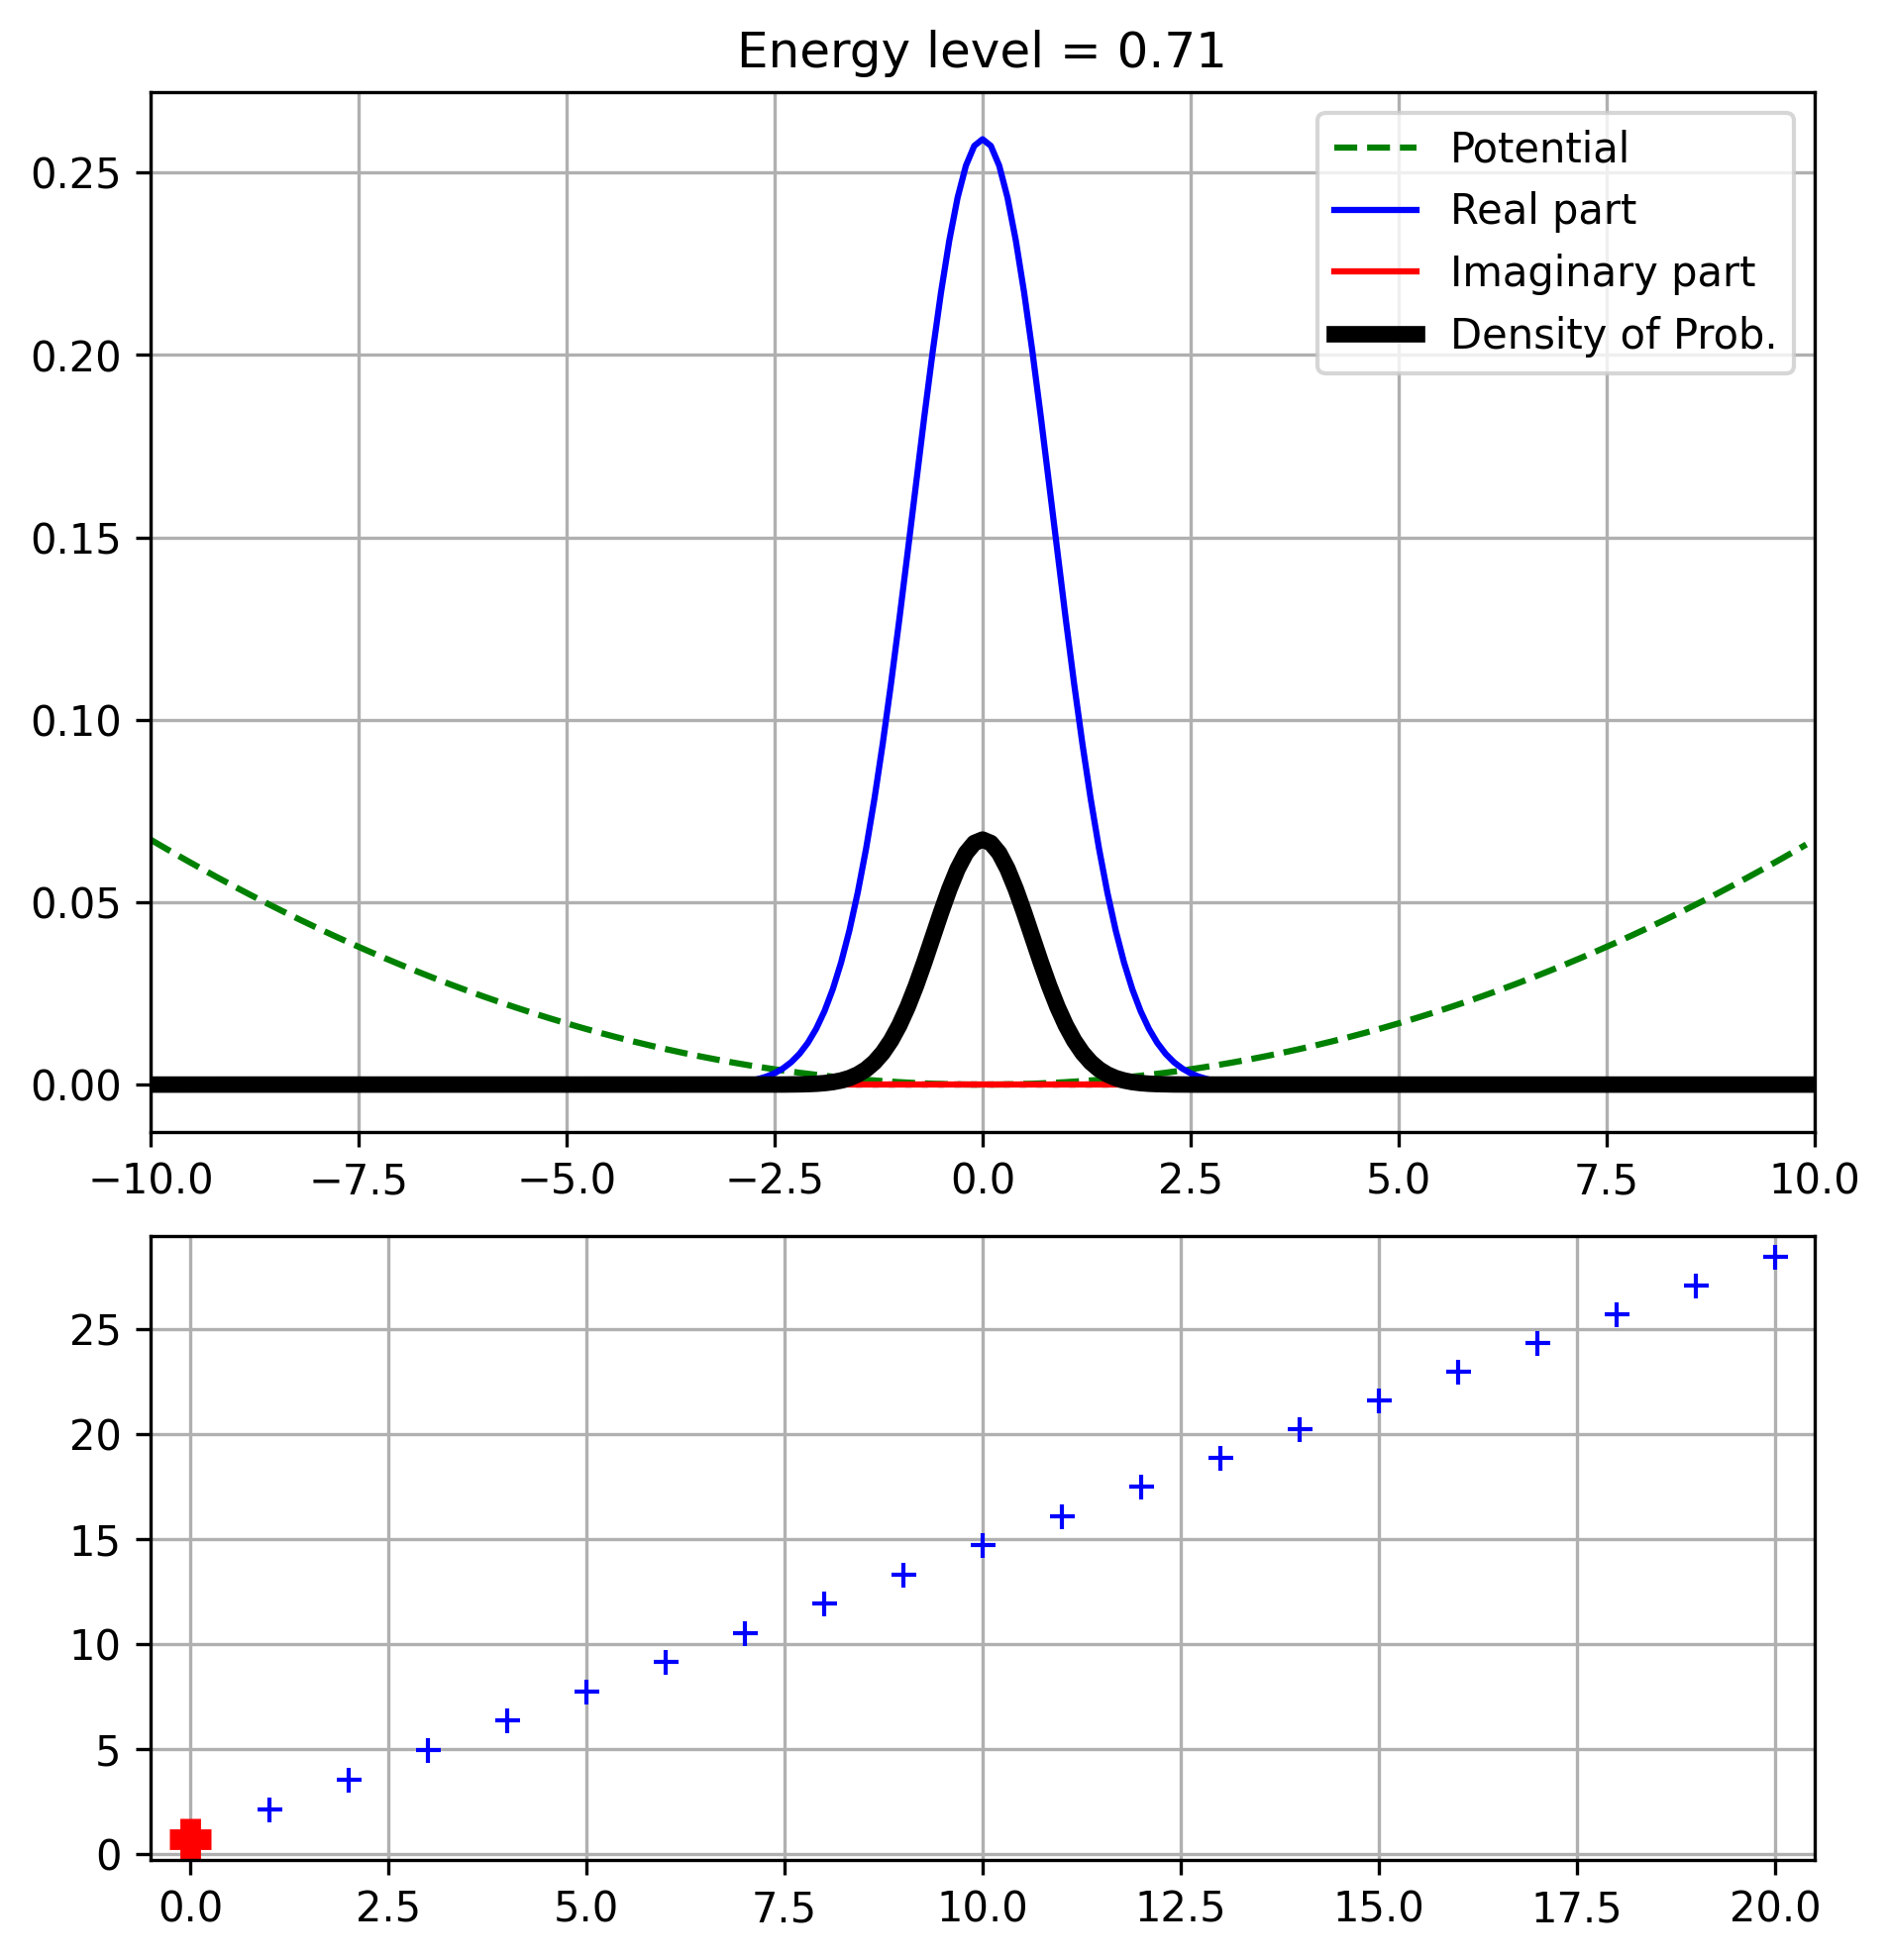 Energy level = 0.71
Potential
Real part
Imaginary part
Density of Prob.
0.25
0.20
0.15
0.10
0.05
0.00
−10.0 −7.5 −5.0 −2.5 0.0 2.5 5.0 7.5 10.0
25
20
15
10
5
0
0.0 2.5 5.0 7.5 10.0 12.5 15.0 17.5 20.0